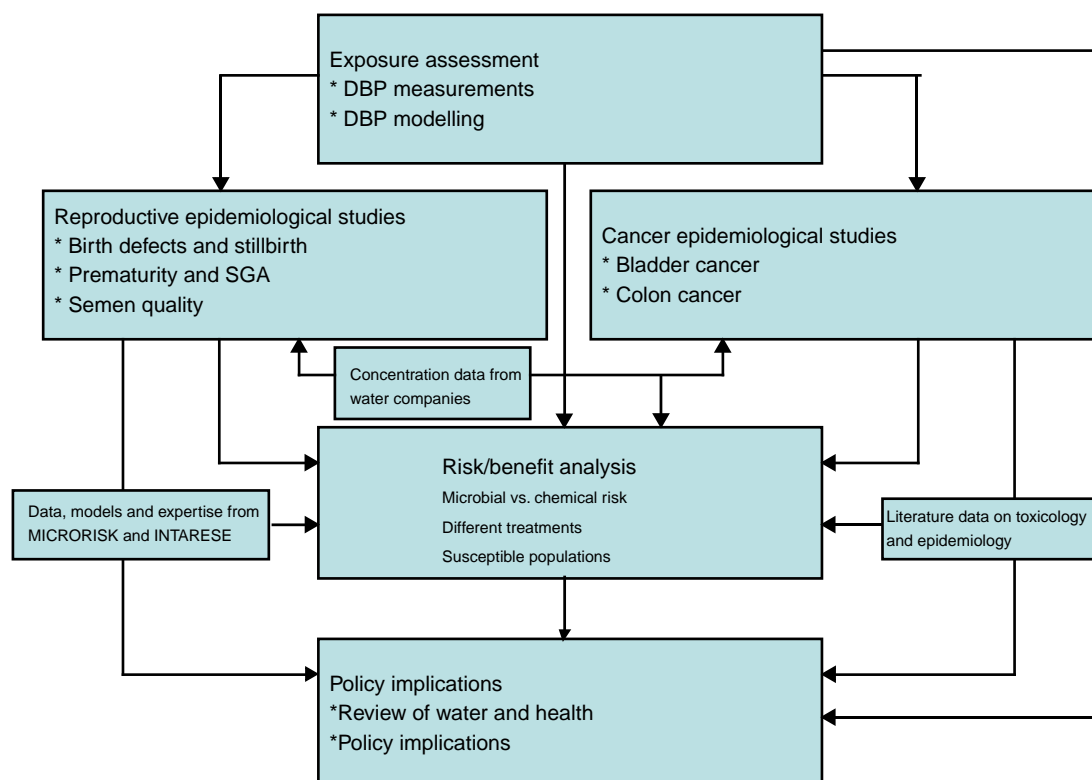 Exposure assessment
* DBP measurements
* DBP modelling
Reproductive epidemiological studies
* Birth defects and stillbirth
* Prematurity and SGA
* Semen quality
Cancer epidemiological studies
* Bladder cancer
* Colon cancer
Concentration data from
water companies
Risk/benefit analysis
Microbial vs. chemical risk
Different treatments
Susceptible populations
Data, models and expertise from
MICRORISK and INTARESE
Literature data on toxicology
and epidemiology
Policy implications
*Review of water and health
*Policy implications